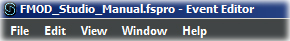 FMOD_Studio_Manual.fspro - Event Editor
File Edit View Window Help